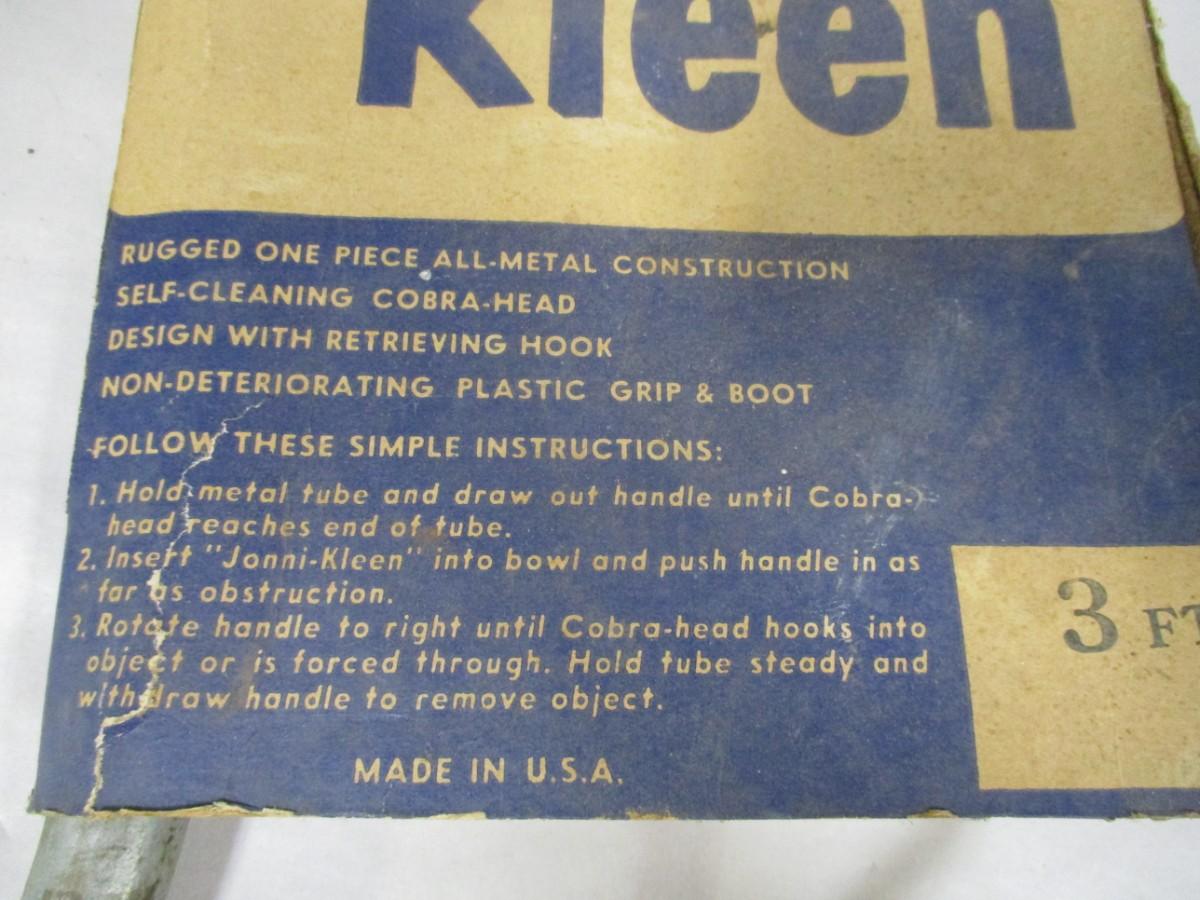 Kleen
RUGGED ONE PIECE ALL-METAL CONSTRUCTION
SELF-CLEANING COBRA-HEAD
DESIGN WITH RETRIEVING HOOK
NON-DETERIORATING PLASTIC GRIP & BOOT
FOLLOW THESE SIMPLE INSTRUCTIONS:
1. Hold metal tube and draw out handle until Cobra-
head reaches end of tube.
2. Insert "Jonni-Kleen" into bowl and push handle in as
far as obstruction.
3. Rotate handle to right until Cobra-head hooks into
object or is forced through. Hold tube steady and
withdraw handle to remove object.
3 FT
MADE IN U.S.A.